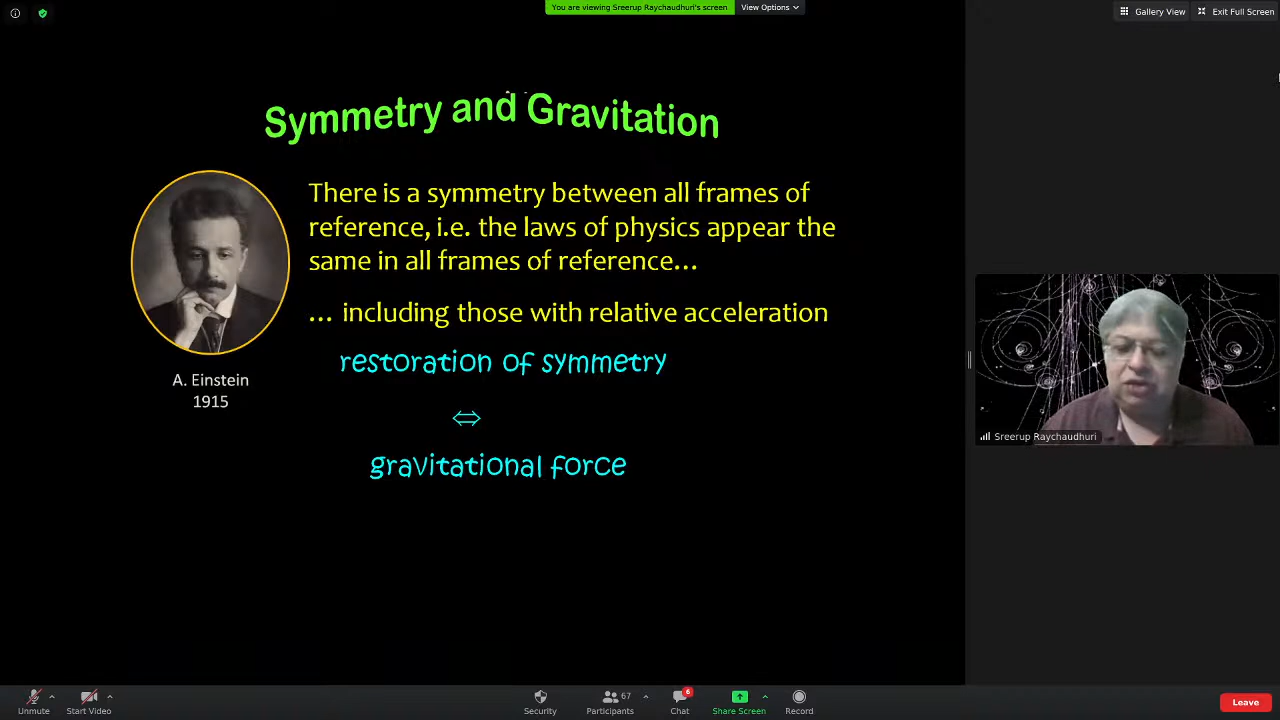 You are viewing Sreerup Raychaudhuri's screen
View Options
Gallery View
Exit Full Screen
Symmetry and Gravitation
There is a symmetry between all frames of
reference, i.e. the laws of physics appear the
same in all frames of reference…
… including those with relative acceleration
restoration of symmetry
⇔
gravitational force
A. Einstein
1915
Sreerup Raychaudhuri
Unmute
Start Video
Security
67
Participants
6
Chat
Share Screen
Record
Leave